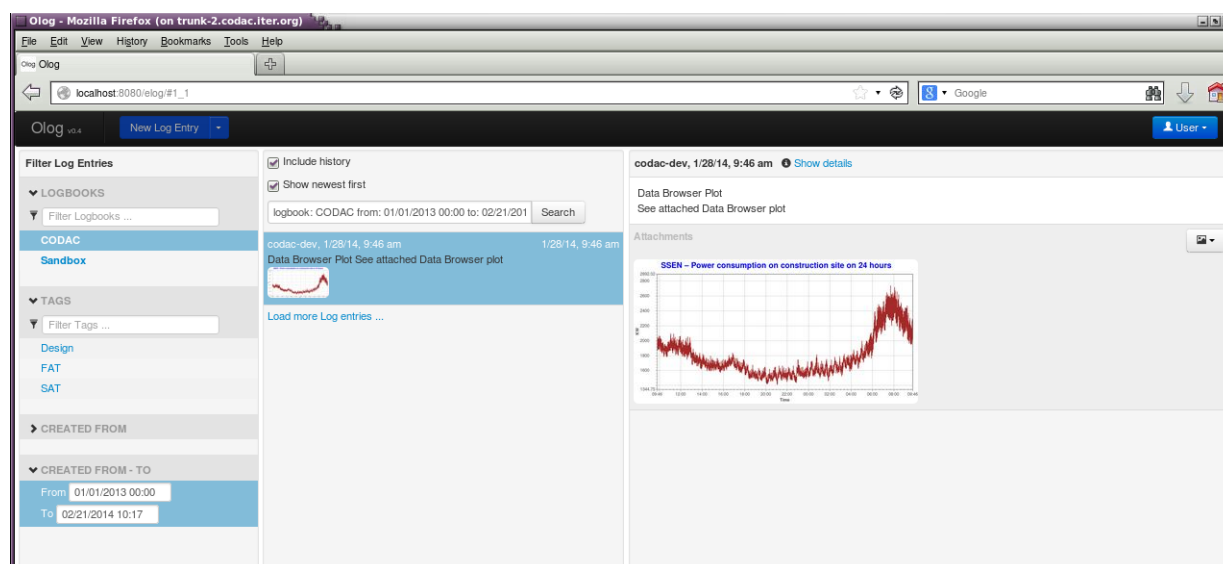 Olog - Mozilla Firefox (on trunk-2.codac.iter.org)
File Edit View History Bookmarks Tools Help
Olog Olog
localhost:8080/elog/#1_1
8 Google
Olog v0.4 New Log Entry
User
Filter Log Entries
LOGBOOKS
Filter Logbooks ...
CODAC
Sandbox
TAGS
Filter Tags ...
Design
FAT
SAT
CREATED FROM
CREATED FROM - TO
From 01/01/2013 00:00
To 02/21/2014 10:17
Include history
Show newest first
logbook: CODAC from: 01/01/2013 00:00 to: 02/21/201 Search
codac-dev, 1/28/14, 9:46 am 1/28/14, 9:46 am
Data Browser Plot See attached Data Browser plot
Load more Log entries ...
codac-dev, 1/28/14, 9:46 am Show details
Data Browser Plot
See attached Data Browser plot
Attachments
SSEN – Power consumption on construction site on 24 hours
Time